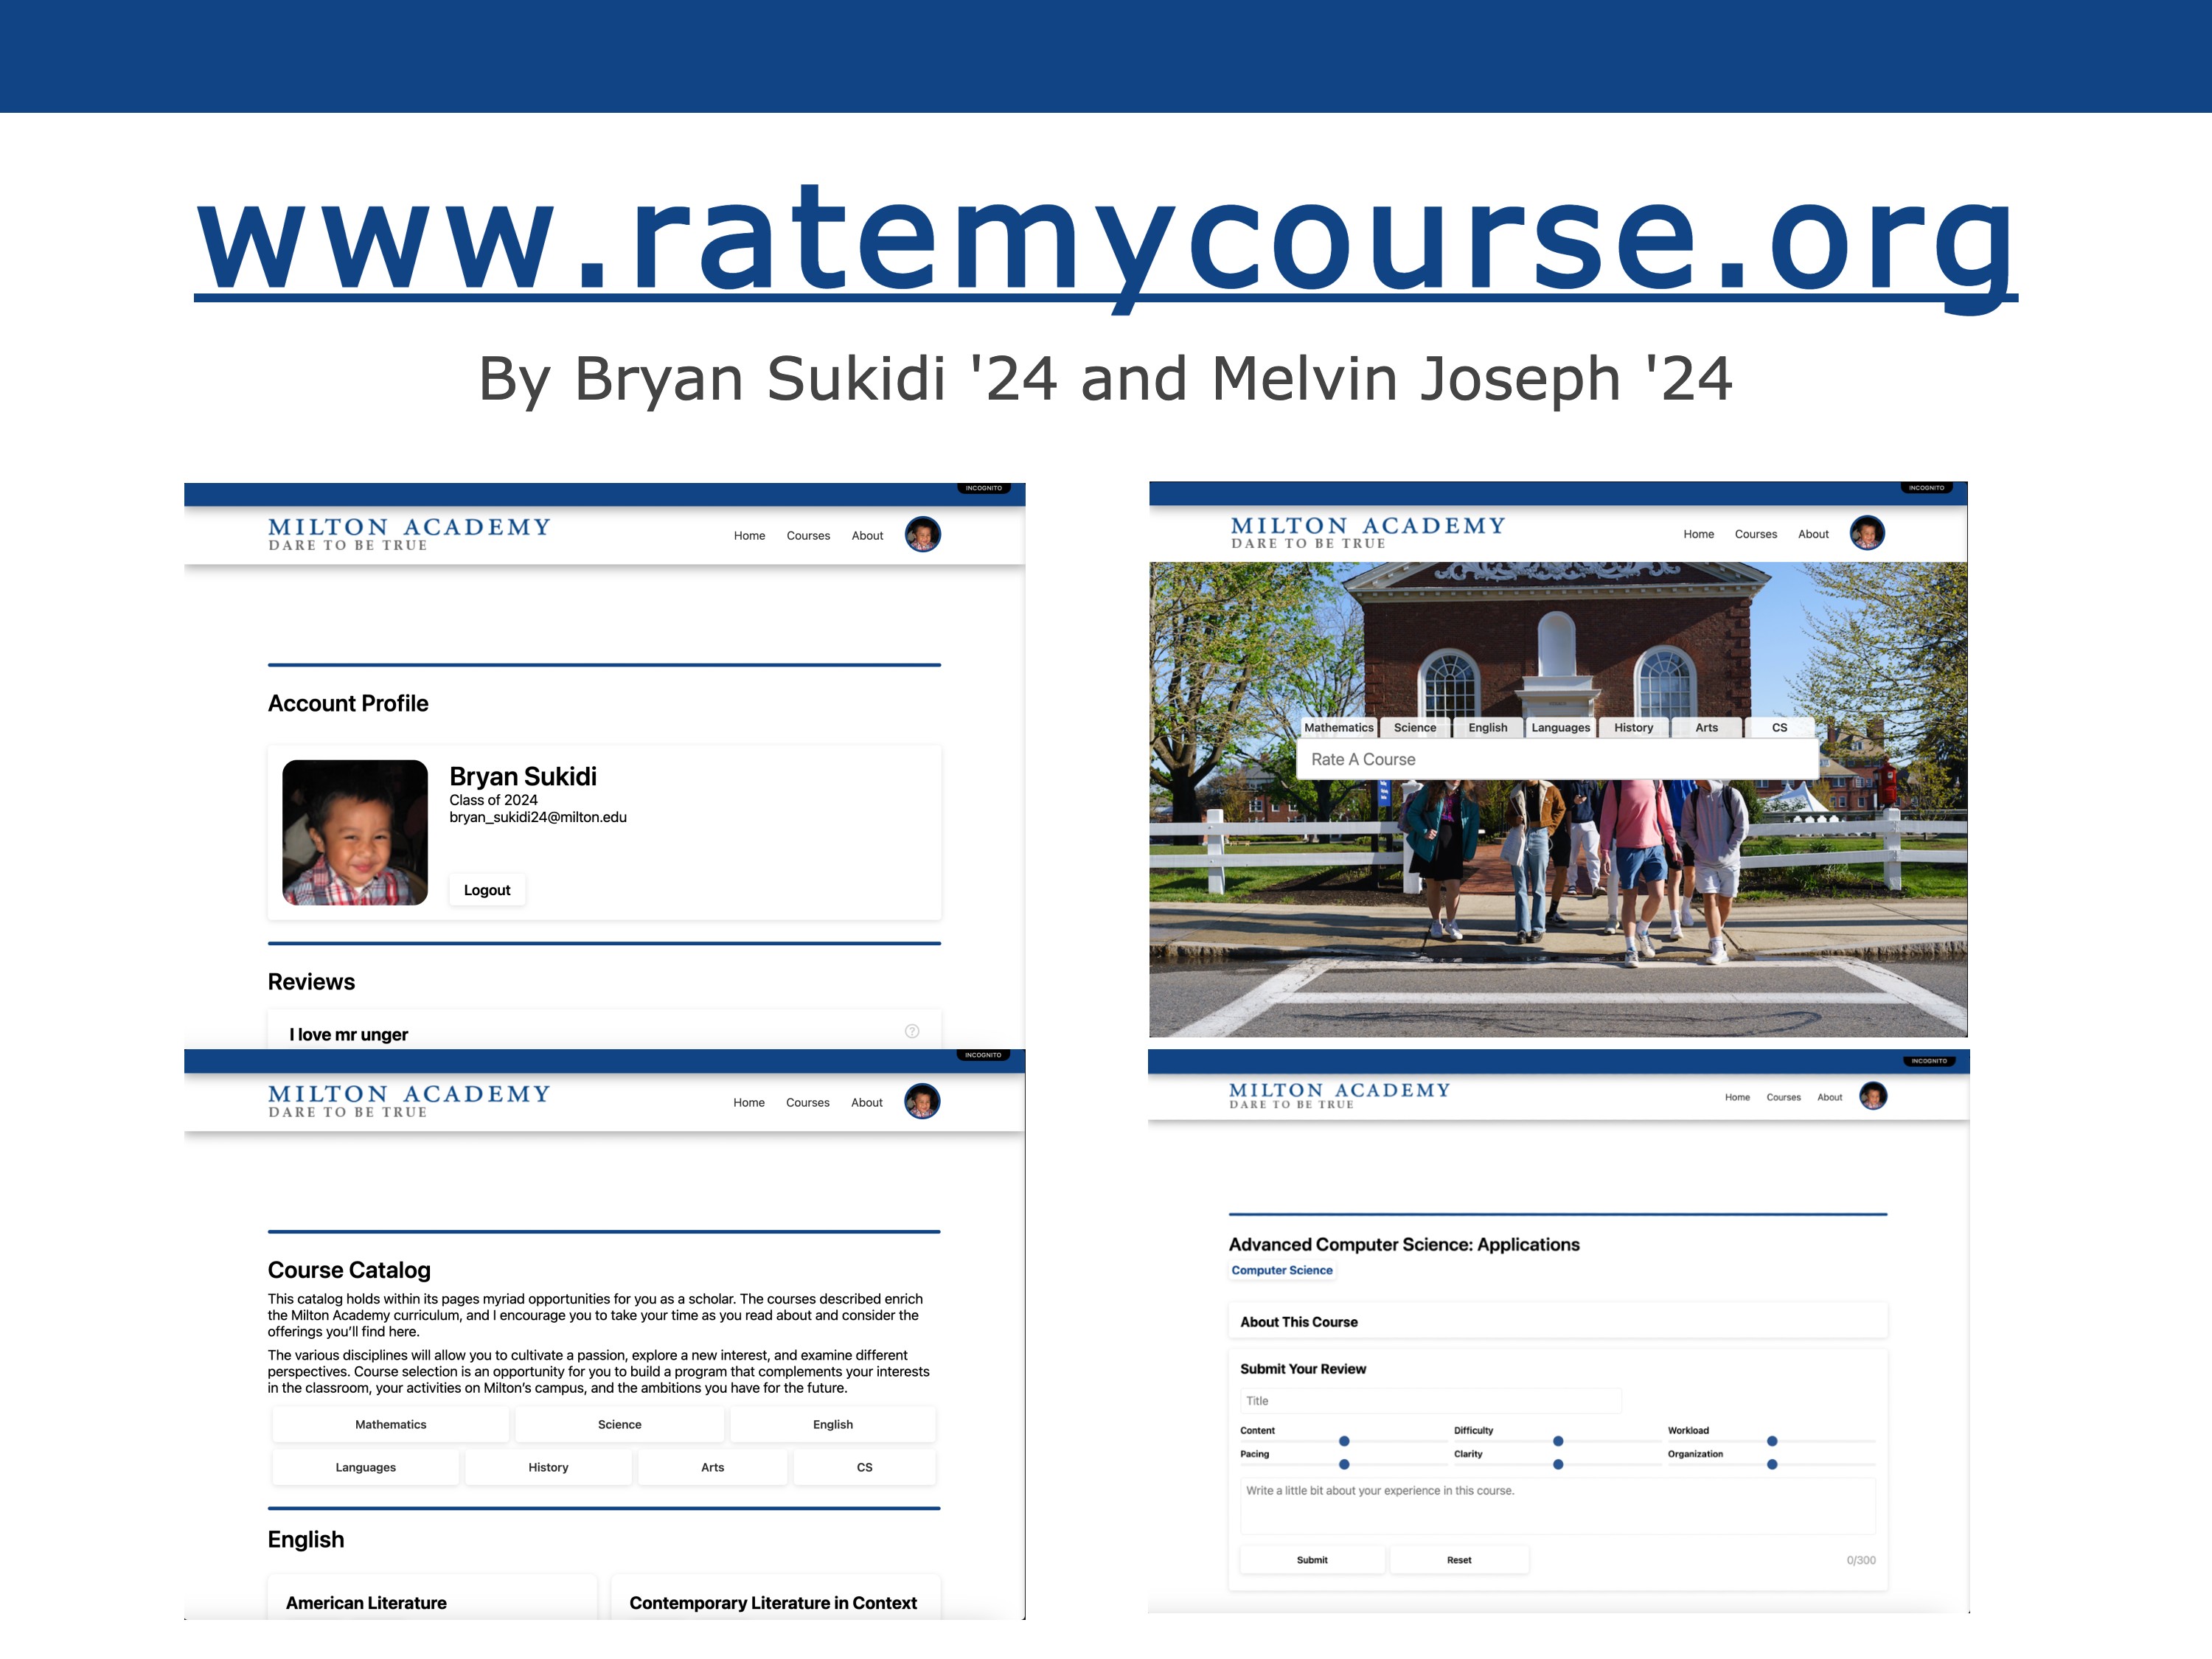 www.ratemycourse.org
By Bryan Sukidi '24 and Melvin Joseph '24
INCOGNITO
MILTON ACADEMY
DARE TO BE TRUE
Home Courses About
Account Profile
Bryan Sukidi
Class of 2024
bryan_sukidi24@milton.edu
Logout
Reviews
I love mr unger
?
INCOGNITO
MILTON ACADEMY
DARE TO BE TRUE
Home Courses About
Mathematics Science English Languages History Arts CS
Rate A Course
INCOGNITO
MILTON ACADEMY
DARE TO BE TRUE
Home Courses About
Course Catalog
This catalog holds within its pages myriad opportunities for you as a scholar. The courses described enrich
the Milton Academy curriculum, and I encourage you to take your time as you read about and consider the
offerings you’ll find here.
The various disciplines will allow you to cultivate a passion, explore a new interest, and examine different
perspectives. Course selection is an opportunity for you to build a program that complements your interests
in the classroom, your activities on Milton’s campus, and the ambitions you have for the future.
Mathematics Science English
Languages History Arts CS
English
American Literature Contemporary Literature in Context
INCOGNITO
MILTON ACADEMY
DARE TO BE TRUE
Home Courses About
Advanced Computer Science: Applications
Computer Science
About This Course
Submit Your Review
Title
Content Difficulty Workload
Pacing Clarity Organization
Write a little bit about your experience in this course.
Submit Reset 0/300